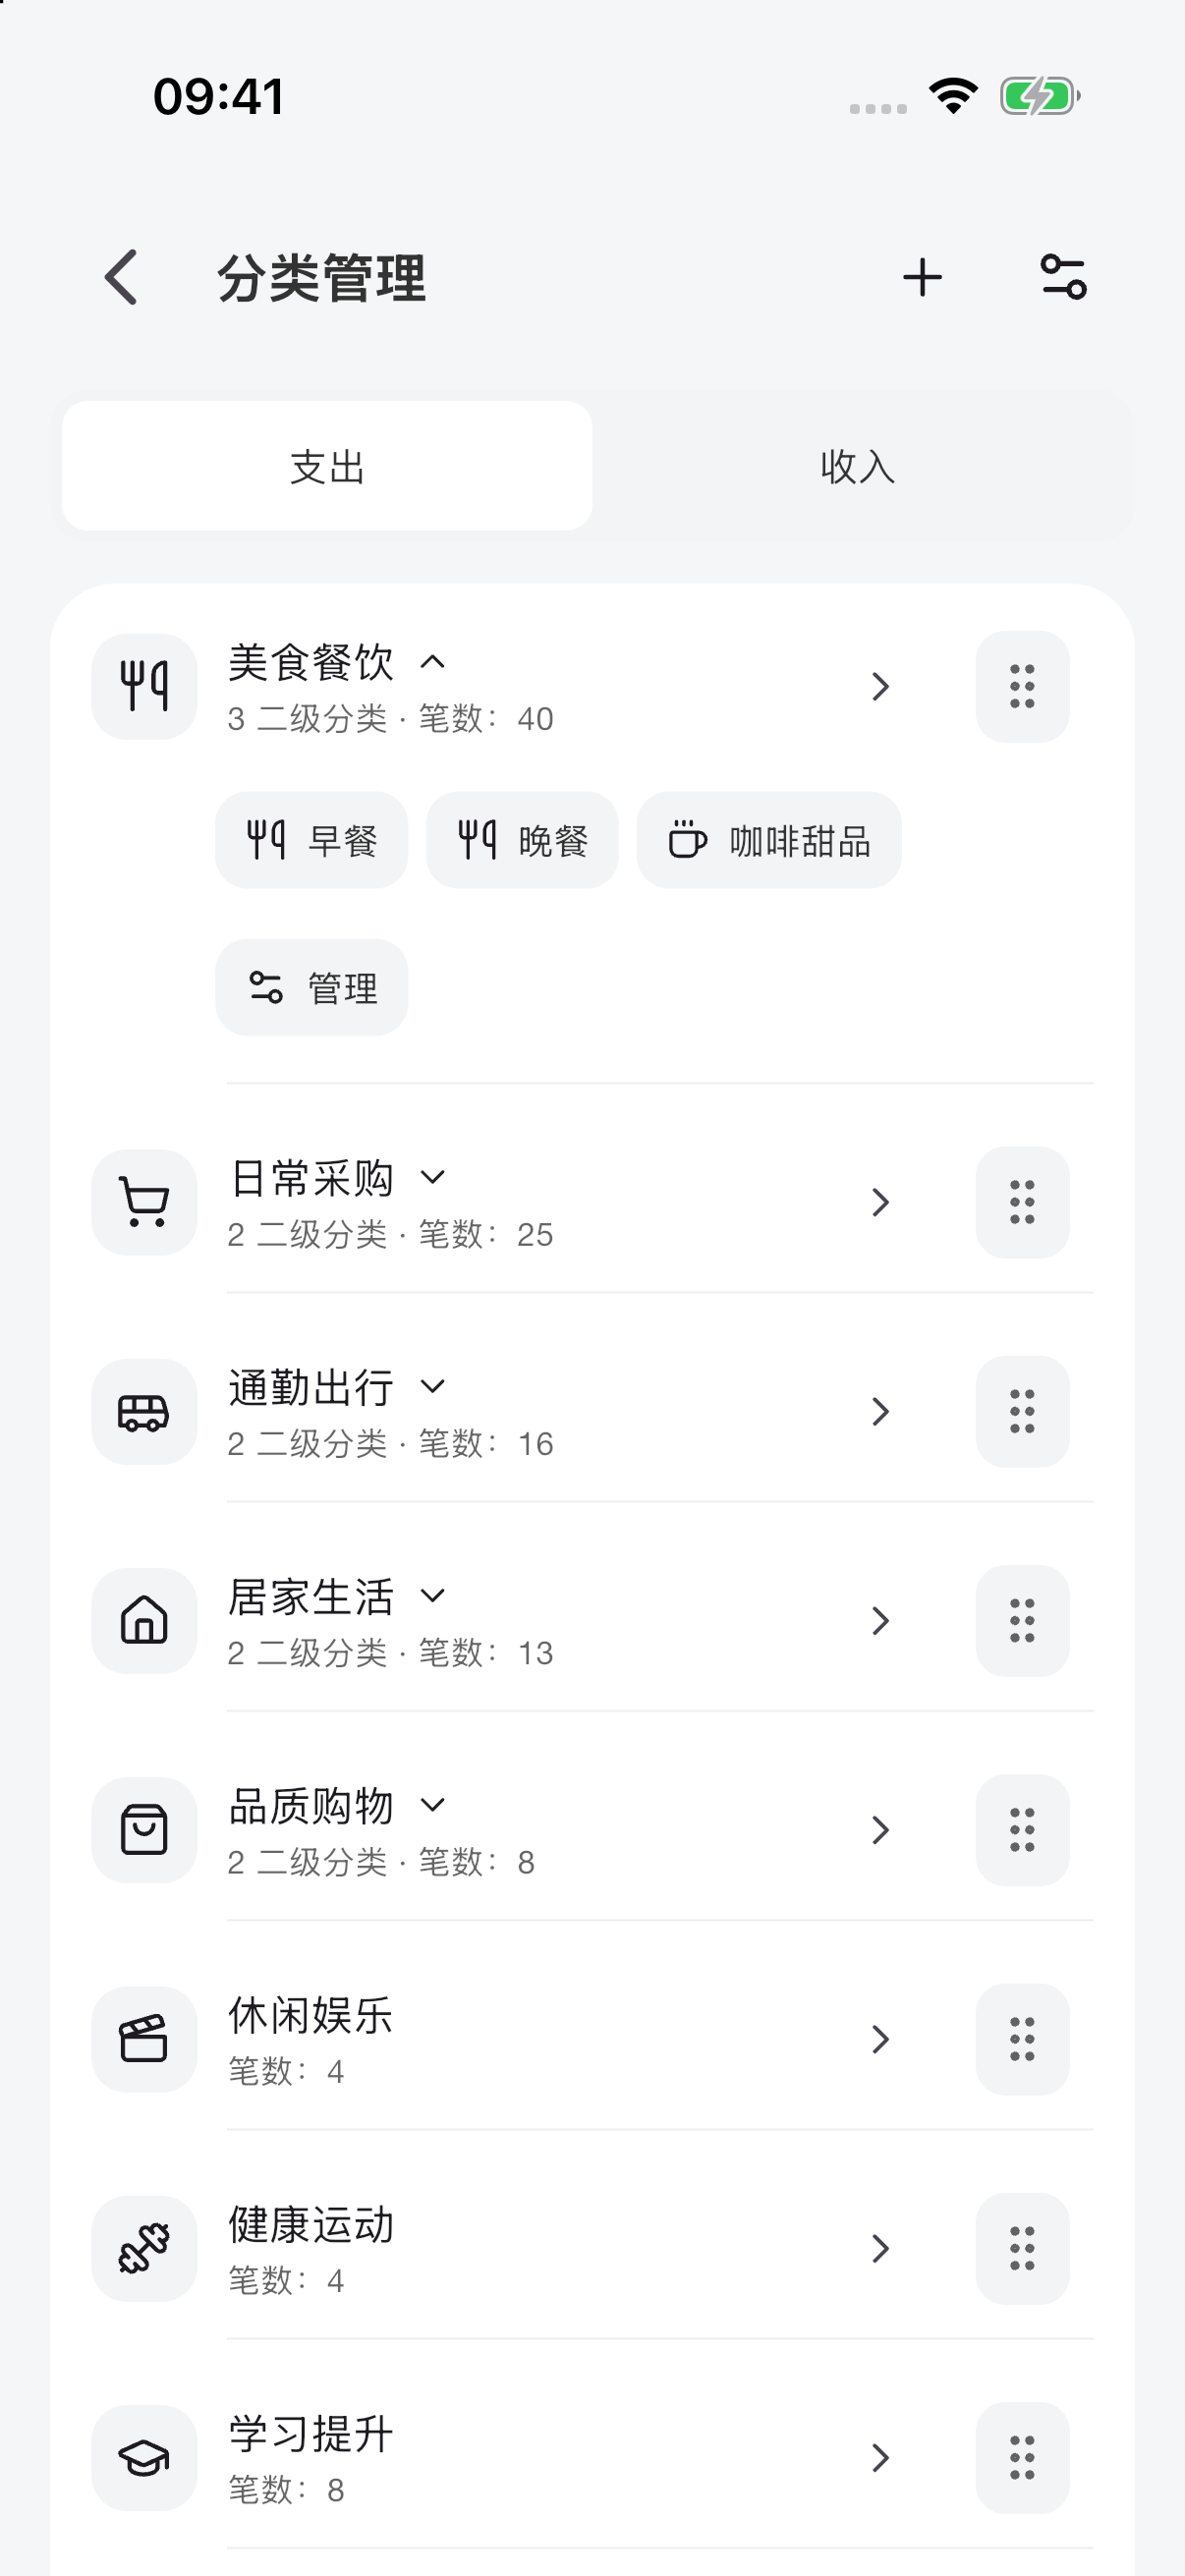 09:41
分类管理
支出 收入
美食餐饮
3 二级分类 · 笔数：40
早餐 晚餐 咖啡甜品
管理
日常采购
2 二级分类 · 笔数：25
通勤出行
2 二级分类 · 笔数：16
居家生活
2 二级分类 · 笔数：13
品质购物
2 二级分类 · 笔数：8
休闲娱乐
笔数：4
健康运动
笔数：4
学习提升
笔数：8